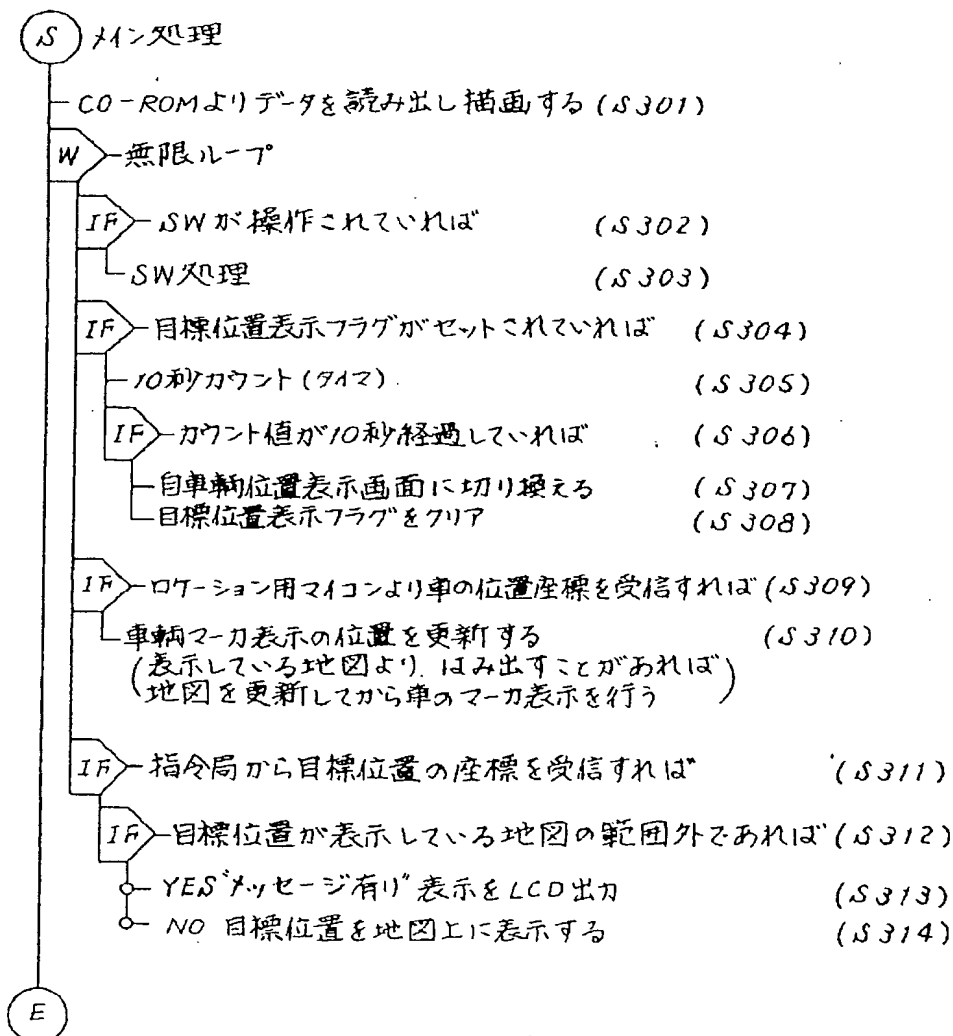 S メイン処理
CD-ROMよりデータを読み出し描画する (S301)
W 無限ループ
IF SWが操作されていれば (S302)
SW処理 (S303)
IF 目標位置表示フラグがセットされていれば (S304)
10秒カウント(タイマ) (S305)
IF カウント値が10秒経過していれば (S306)
自車輌位置表示画面に切り換える (S307)
目標位置表示フラグをクリア (S308)
IF ロケーション用マイコンより車の位置座標を受信すれば (S309)
車輌マーカ表示の位置を更新する (S310)
(表示している地図より、はみ出すことがあれば
地図を更新してから車のマーカ表示を行う)
IF 指令局から目標位置の座標を受信すれば (S311)
IF 目標位置が表示している地図の範囲外であれば (S312)
YES "メッセージ有り" 表示をLCD出力 (S313)
NO 目標位置を地図上に表示する (S314)
E